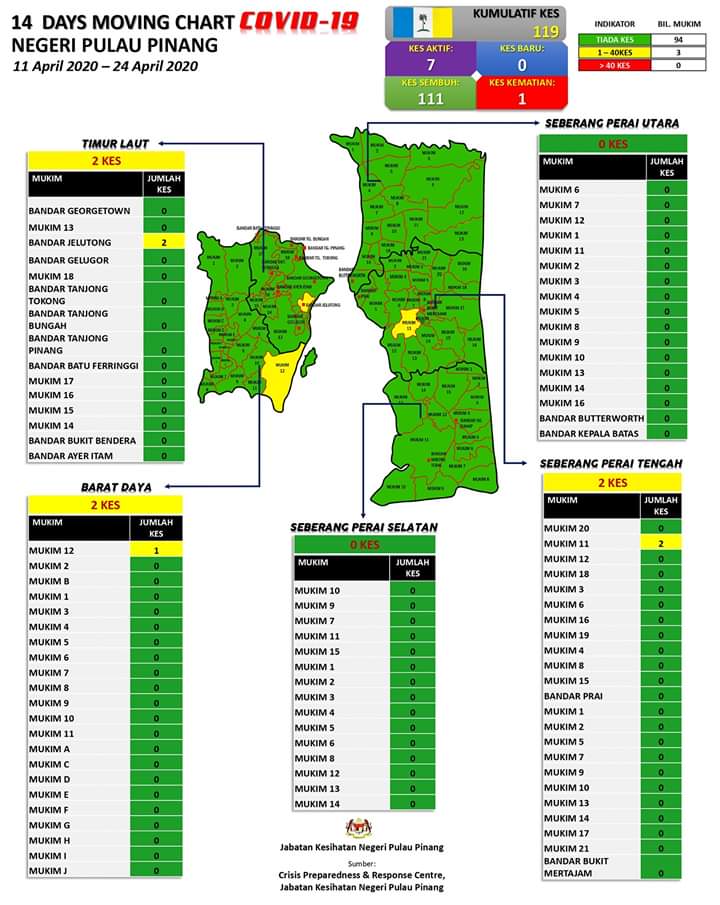 14 DAYS MOVING CHART COVID-19
NEGERI PULAU PINANG
11 April 2020 – 24 April 2020
KUMULATIF KES
119
KES AKTIF:
7
KES BARU:
0
KES SEMBUH:
111
KES KEMATIAN:
1
INDIKATOR BIL. MUKIM
TIADA KES 94
1 – 40KES 3
> 40 KES 0
TIMUR LAUT
2 KES
MUKIM JUMLAH KES
BANDAR GEORGETOWN 0
MUKIM 13 0
BANDAR JELUTONG 2
BANDAR GELUGOR 0
MUKIM 18 0
BANDAR TANJONG TOKONG 0
BANDAR TANJONG BUNGAH 0
BANDAR TANJONG PINANG 0
BANDAR BATU FERRINGGI 0
MUKIM 17 0
MUKIM 16 0
MUKIM 15 0
MUKIM 14 0
BANDAR BUKIT BENDERA 0
BANDAR AYER ITAM 0
BARAT DAYA
2 KES
MUKIM JUMLAH KES
MUKIM 12 1
MUKIM 2 0
MUKIM B 0
MUKIM 1 0
MUKIM 3 0
MUKIM 4 0
MUKIM 5 0
MUKIM 6 0
MUKIM 7 0
MUKIM 8 0
MUKIM 9 0
MUKIM 10 0
MUKIM 11 0
MUKIM A 0
MUKIM C 0
MUKIM D 0
MUKIM E 0
MUKIM F 0
MUKIM G 0
MUKIM H 0
MUKIM I 0
MUKIM J 0
SEBERANG PERAI SELATAN
0 KES
MUKIM JUMLAH KES
MUKIM 10 0
MUKIM 9 0
MUKIM 7 0
MUKIM 11 0
MUKIM 15 0
MUKIM 1 0
MUKIM 2 0
MUKIM 3 0
MUKIM 4 0
MUKIM 5 0
MUKIM 6 0
MUKIM 8 0
MUKIM 12 0
MUKIM 13 0
MUKIM 14 0
SEBERANG PERAI UTARA
0 KES
MUKIM JUMLAH KES
MUKIM 6 0
MUKIM 7 0
MUKIM 12 0
MUKIM 1 0
MUKIM 11 0
MUKIM 2 0
MUKIM 3 0
MUKIM 4 0
MUKIM 5 0
MUKIM 8 0
MUKIM 9 0
MUKIM 10 0
MUKIM 13 0
MUKIM 14 0
MUKIM 16 0
BANDAR BUTTERWORTH 0
BANDAR KEPALA BATAS 0
SEBERANG PERAI TENGAH
2 KES
MUKIM JUMLAH KES
MUKIM 20 0
MUKIM 11 2
MUKIM 12 0
MUKIM 18 0
MUKIM 3 0
MUKIM 6 0
MUKIM 16 0
MUKIM 19 0
MUKIM 4 0
MUKIM 8 0
MUKIM 15 0
BANDAR PRAI 0
MUKIM 1 0
MUKIM 2 0
MUKIM 5 0
MUKIM 7 0
MUKIM 9 0
MUKIM 10 0
MUKIM 13 0
MUKIM 14 0
MUKIM 17 0
MUKIM 21 0
BANDAR BUKIT MERTAJAM 0
Jabatan Kesihatan Negeri Pulau Pinang
Sumber:
Crisis Preparedness & Response Centre,
Jabatan Kesihatan Negeri Pulau Pinang